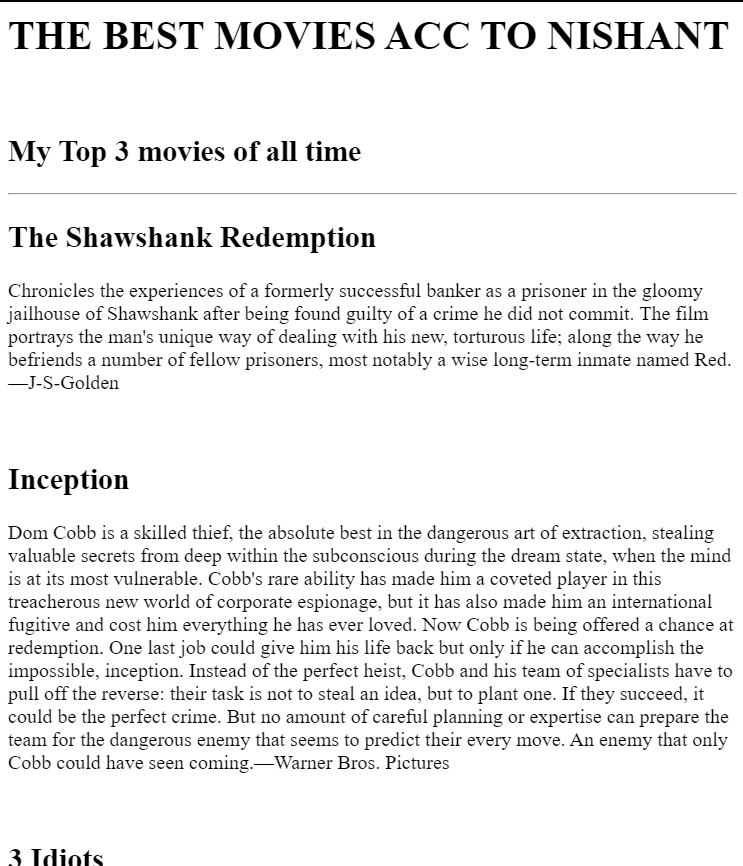 THE BEST MOVIES ACC TO NISHANT
My Top 3 movies of all time
The Shawshank Redemption
Chronicles the experiences of a formerly successful banker as a prisoner in the gloomy
jailhouse of Shawshank after being found guilty of a crime he did not commit. The film
portrays the man's unique way of dealing with his new, torturous life; along the way he
befriends a number of fellow prisoners, most notably a wise long-term inmate named Red.
—J-S-Golden
Inception
Dom Cobb is a skilled thief, the absolute best in the dangerous art of extraction, stealing
valuable secrets from deep within the subconscious during the dream state, when the mind
is at its most vulnerable. Cobb's rare ability has made him a coveted player in this
treacherous new world of corporate espionage, but it has also made him an international
fugitive and cost him everything he has ever loved. Now Cobb is being offered a chance at
redemption. One last job could give him his life back but only if he can accomplish the
impossible, inception. Instead of the perfect heist, Cobb and his team of specialists have to
pull off the reverse: their task is not to steal an idea, but to plant one. If they succeed, it
could be the perfect crime. But no amount of careful planning or expertise can prepare the
team for the dangerous enemy that seems to predict their every move. An enemy that only
Cobb could have seen coming.—Warner Bros. Pictures
3 Idiots